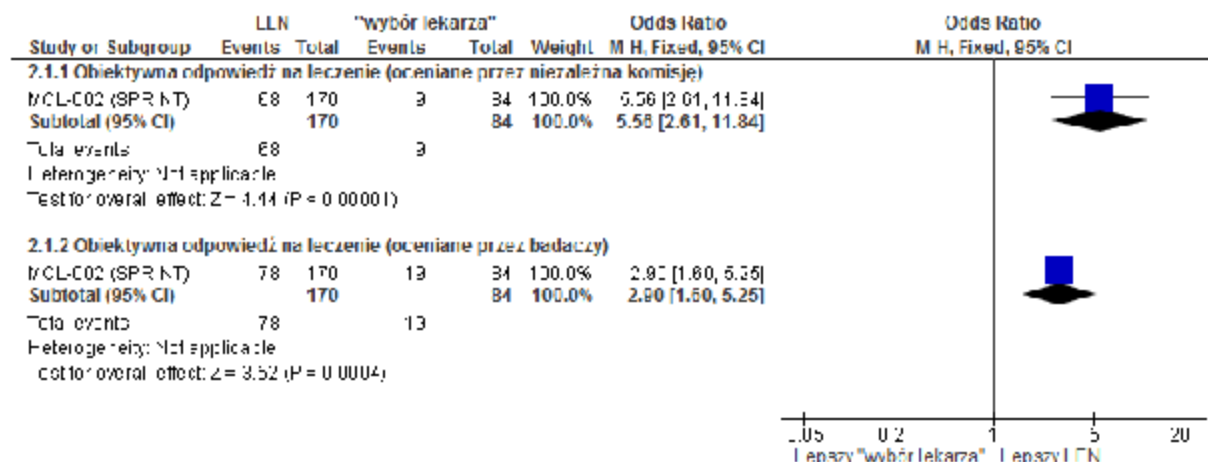 LEN "wybór lekarza" Odds Ratio Odds Ratio
Study or Subgroup Events Total Events Total Weight M-H, Fixed, 95% CI M-H, Fixed, 95% CI
2.1.1 Obiektywna odpowiedź na leczenie (oceniane przez niezależna komisję)
MCL-002 (SPRINT) 68 170 9 84 100.0% 5.56 [2.61, 11.84]
Subtotal (95% CI) 170 84 100.0% 5.56 [2.61, 11.84]
Total events 68 9
Heterogeneity: Not applicable
Test for overall effect: Z = 4.44 (P < 0.00001)
2.1.2 Obiektywna odpowiedź na leczenie (oceniane przez badaczy)
MCL-002 (SPRINT) 78 170 19 84 100.0% 2.90 [1.60, 5.25]
Subtotal (95% CI) 170 84 100.0% 2.90 [1.60, 5.25]
Total events 78 19
Heterogeneity: Not applicable
Test for overall effect: Z = 3.52 (P = 0.0004)
0.05 0.2 1 5 20
Lepszy "wybór lekarza" Lepszy LEN